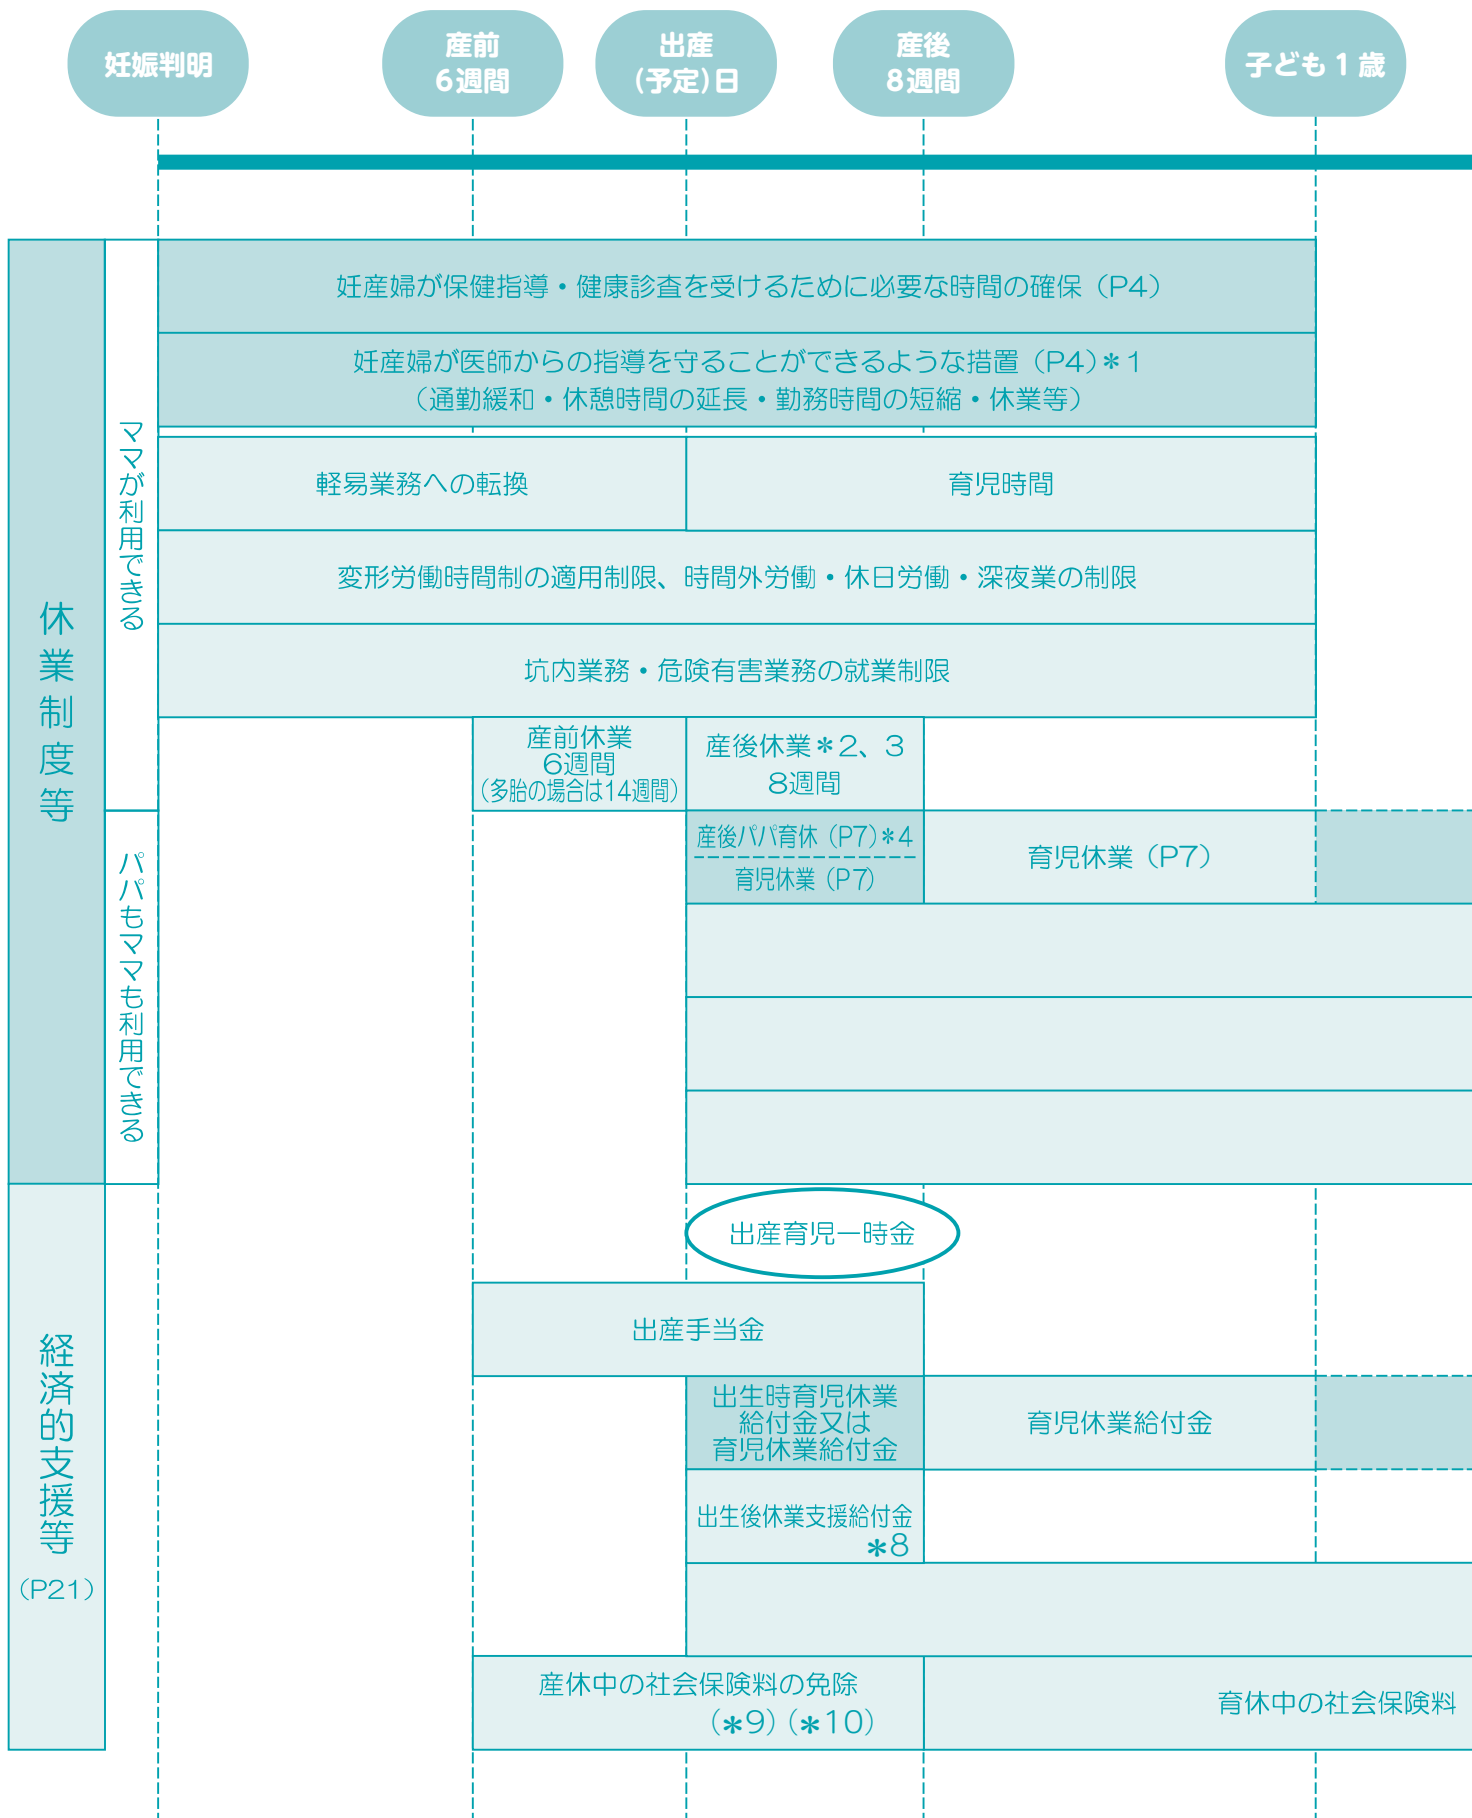 妊娠判明
産前
6週間
出産
(予定)日
産後
8週間
子ども1歳
休業制度等
ママが利用できる
妊産婦が保健指導・健康診査を受けるために必要な時間の確保（P4）
妊産婦が医師からの指導を守ることができるような措置（P4）＊1
（通勤緩和・休憩時間の延長・勤務時間の短縮・休業等）
軽易業務への転換
育児時間
変形労働時間制の適用制限、時間外労働・休日労働・深夜業の制限
坑内業務・危険有害業務の就業制限
産前休業
6週間
（多胎の場合は14週間）
産後休業＊2、3
8週間
パパもママも利用できる
産後パパ育休（P7）＊4
育児休業（P7）
育児休業（P7）
経済的支援等
（P21）
出産育児一時金
出産手当金
出生時育児休業
給付金又は
育児休業給付金
育児休業給付金
出生後休業支援給付金
＊8
産休中の社会保険料の免除
（＊9）（＊10）
育休中の社会保険料